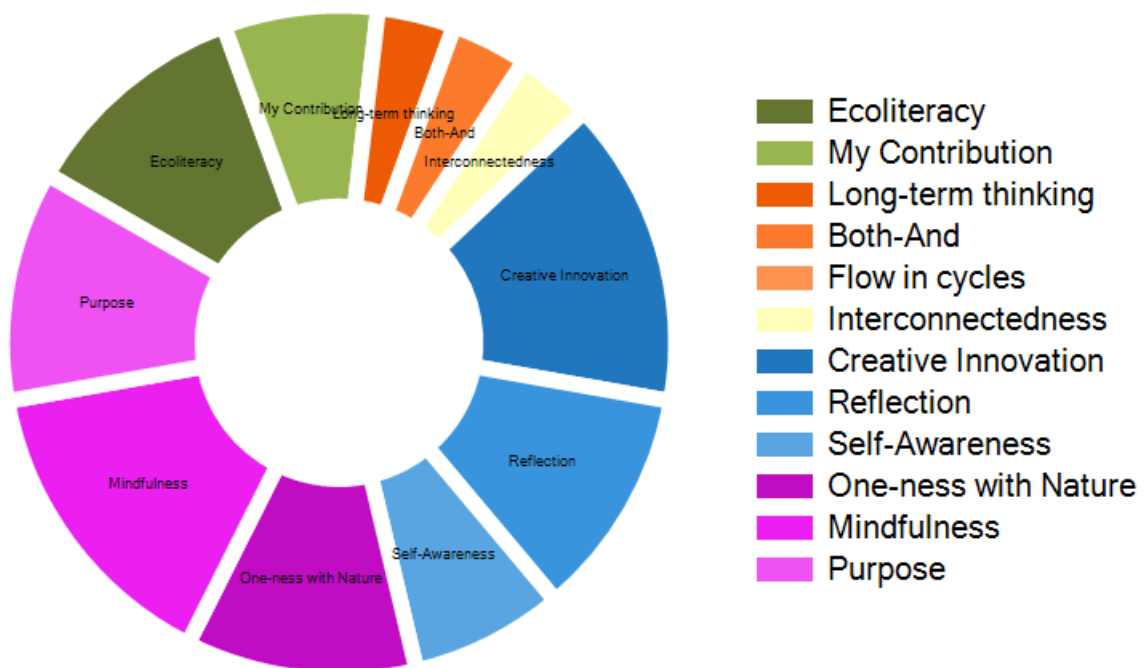 My Contribution
Long-term thinking
Both-And
Ecoliteracy
Interconnectedness
Creative Innovation
Purpose
Reflection
Mindfulness
Self-Awareness
One-ness with Nature
Ecoliteracy
My Contribution
Long-term thinking
Both-And
Flow in cycles
Interconnectedness
Creative Innovation
Reflection
Self-Awareness
One-ness with Nature
Mindfulness
Purpose